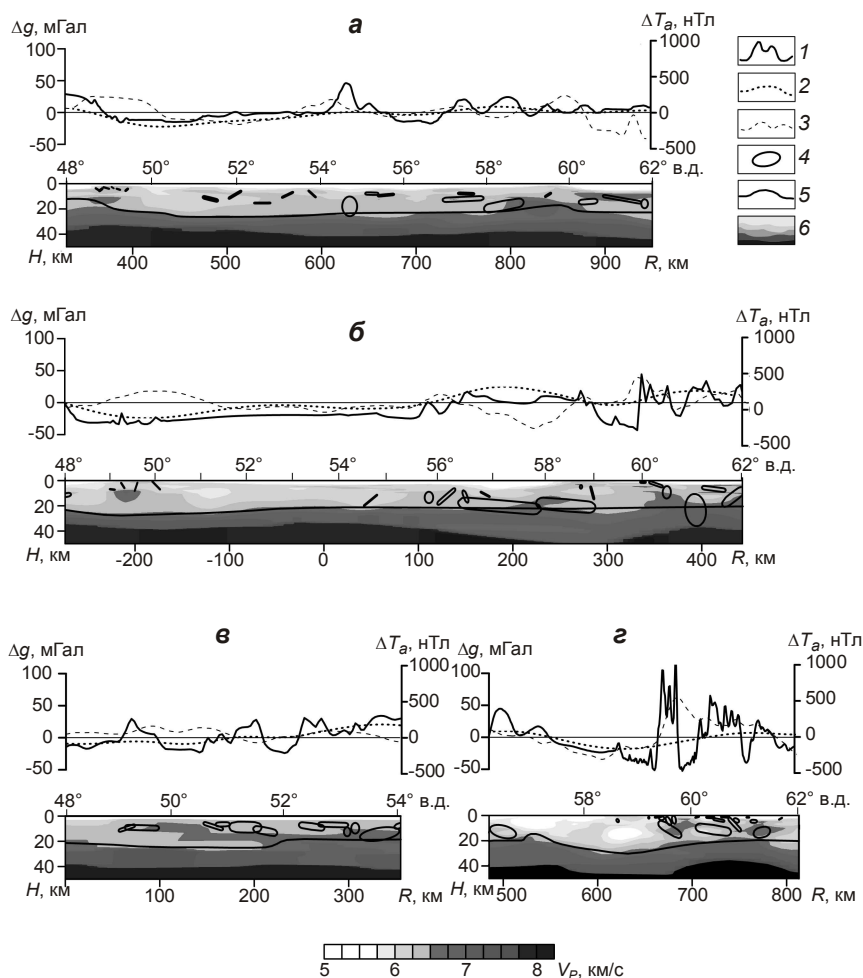 Δg, мГал а ΔTa, нТл
100 1000 1
50 500 2
0 0 3
-50 -500 4
48 50° 52° 54° 56° 58° 60° 62° в.д. 5
0
20 6
40
H, км 400 500 600 700 800 900 R, км
Δg, мГал б ΔTa, нТл
100 1000
50 500
0 0
-50 -500
48° 50° 52° 53° 54° 56° 58° 60° 62° в.д.
0
20
40
H, км -200 -100 0 100 200 300 400 R, км
в г
Δg, мГал ΔTa, нТл Δg, мГал ΔTa, нТл
100 1000 100 1000
50 500 50 500
0 0 0 0
-50 -500 -50 -500
48° 50° 52° 54° в.д. 58° 60° 62° в.д.
0 0
20 20
40 40
H, км 100 200 300 R, км H, км 500 600 700 800 R, км
5 6 7 8 VP, км/с